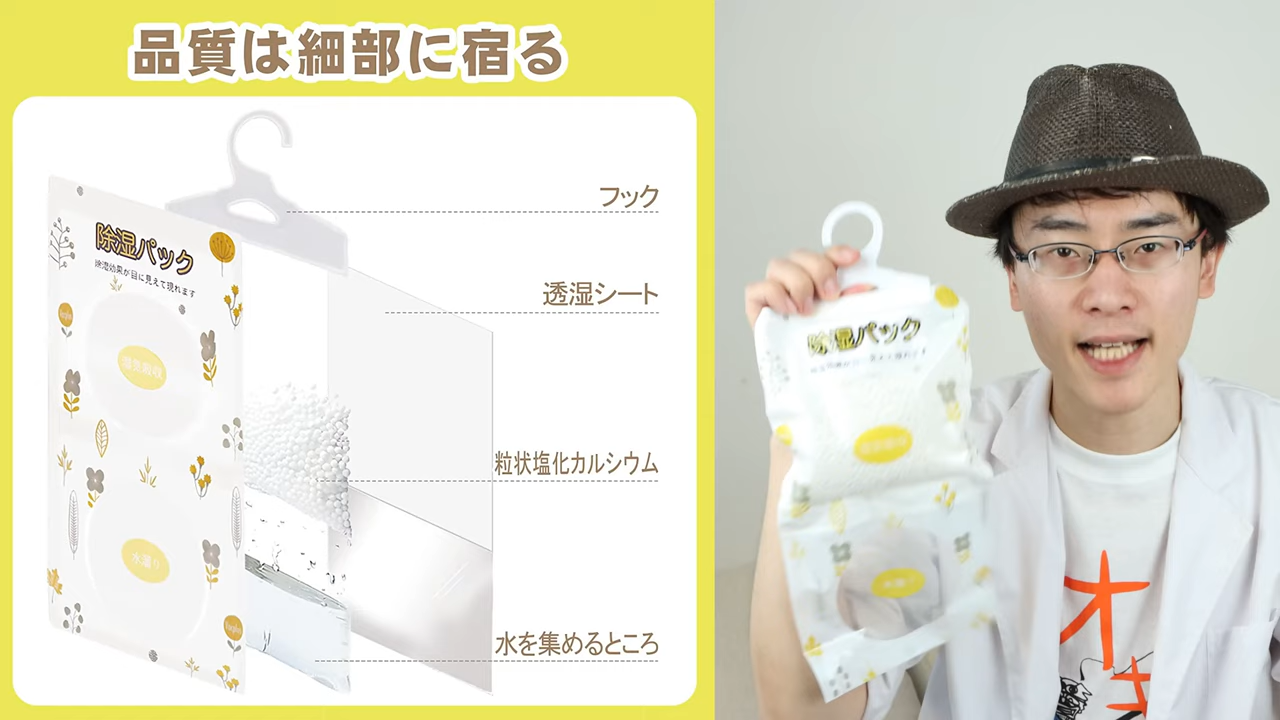 品質は細部に宿る
除湿パック
除湿効果が目に見えて現れます
水溜り
フック
透湿シート
粒状塩化カルシウム
水を集めるところ
除湿パック
オキ